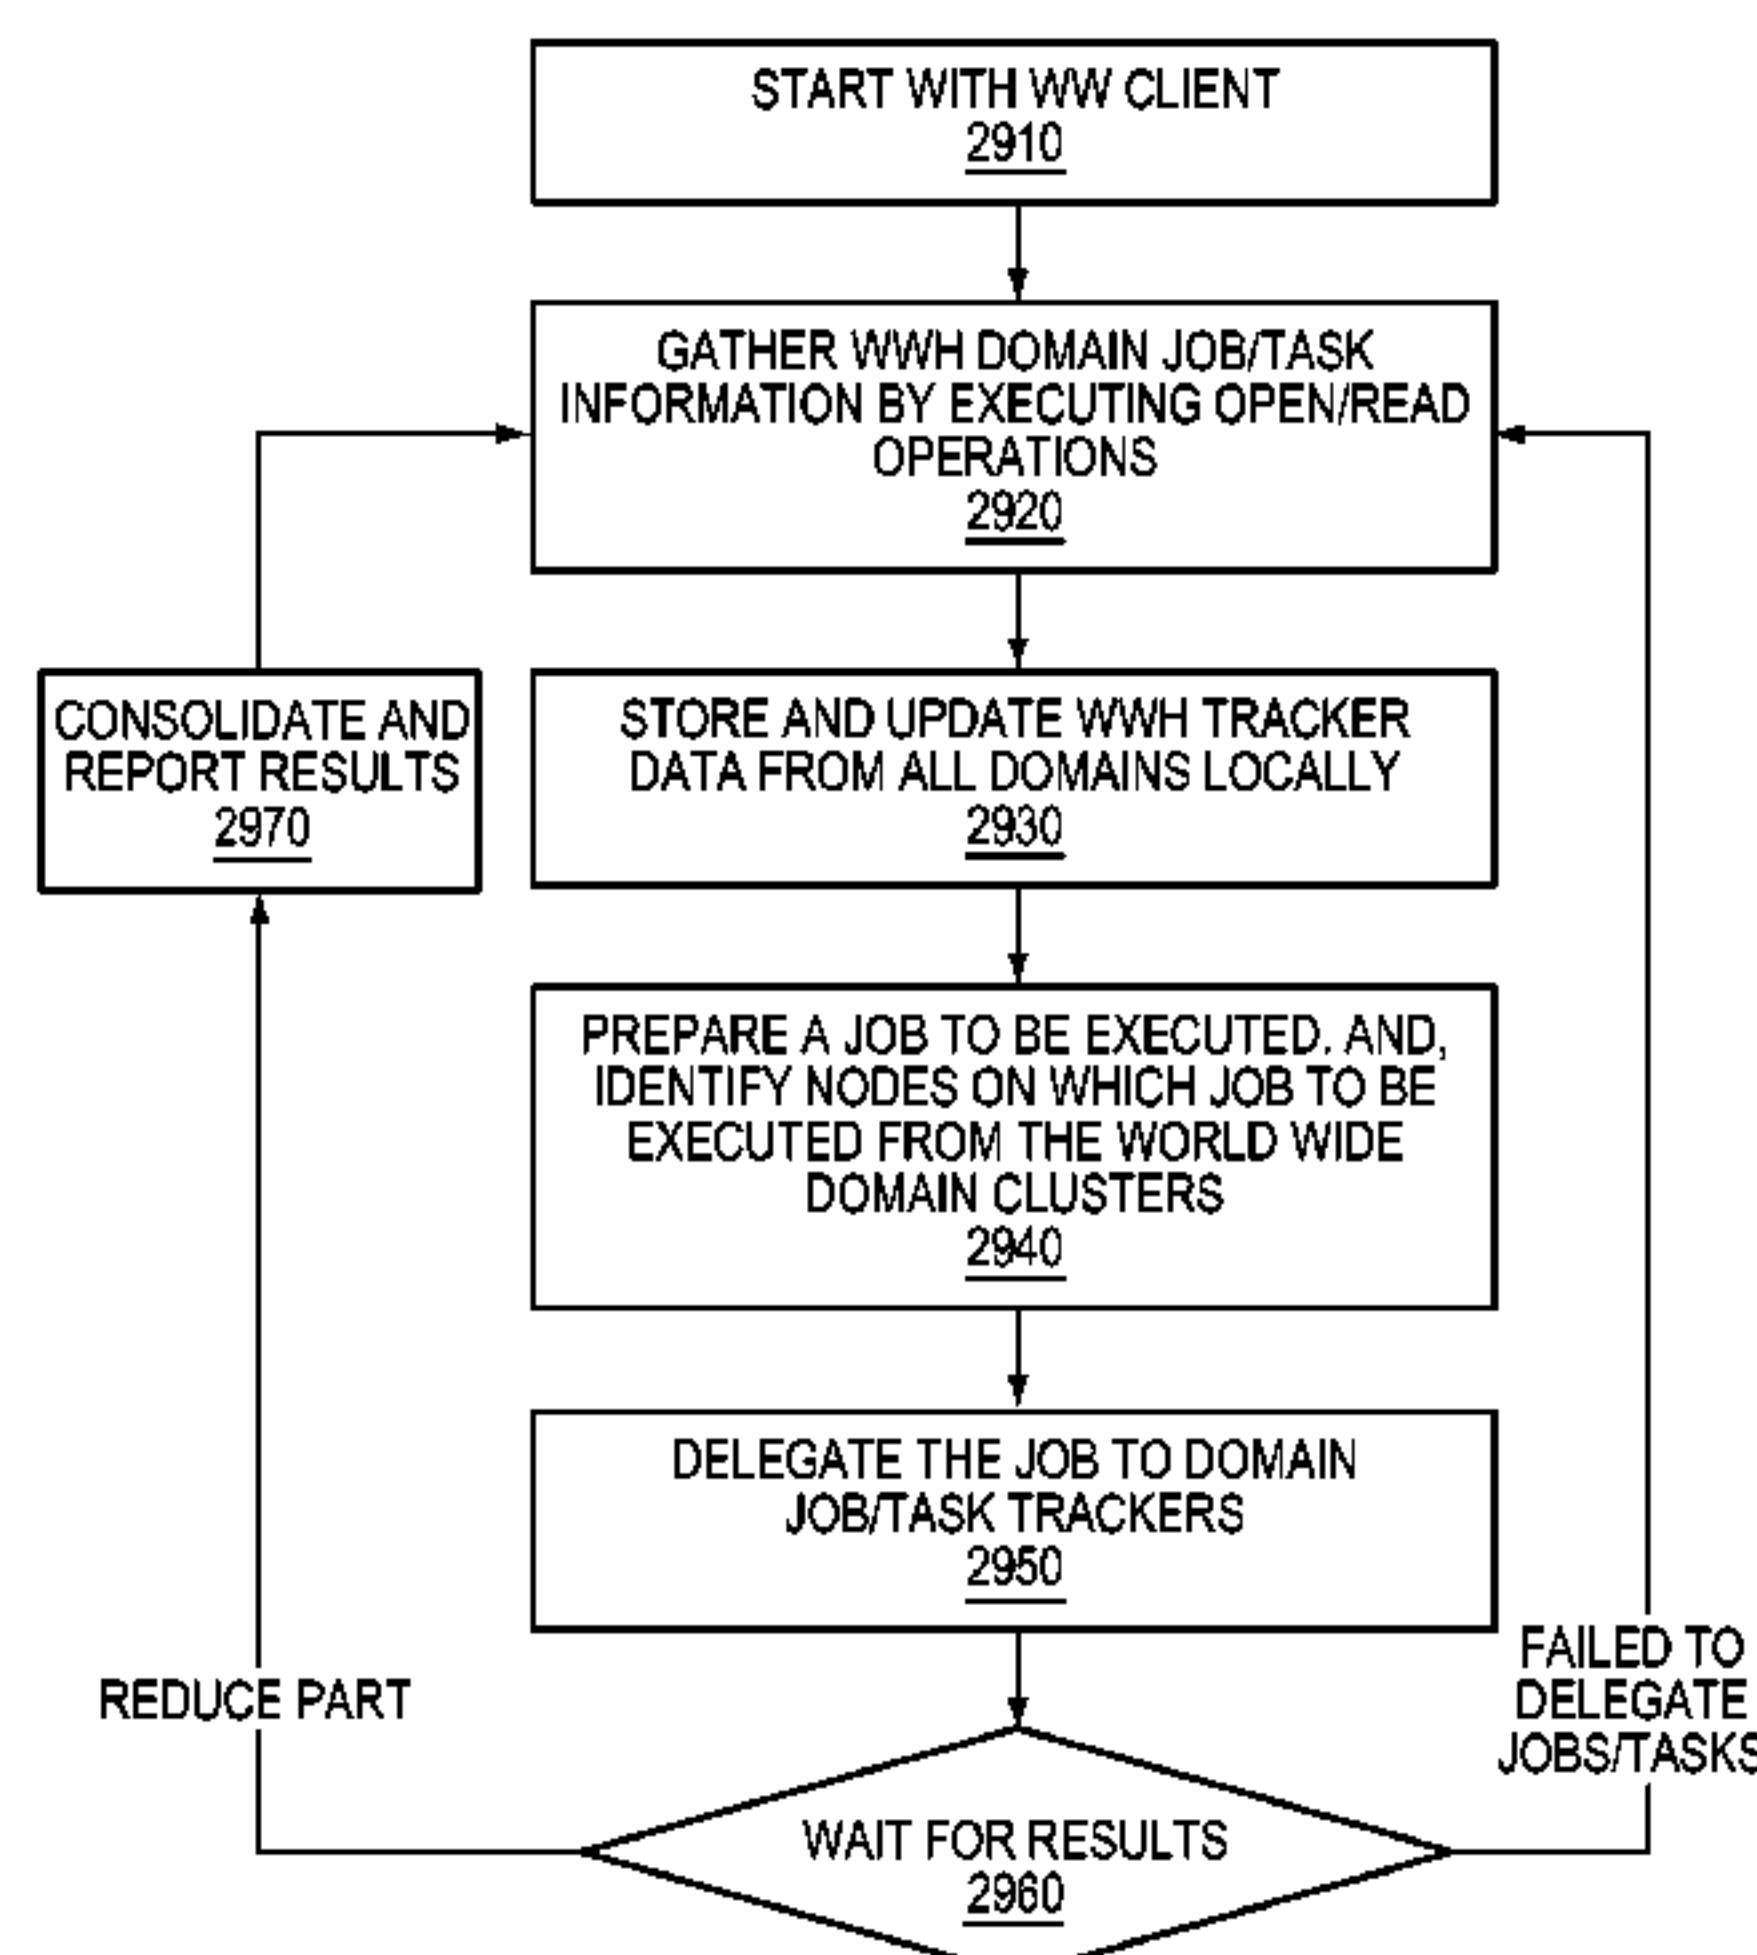 START WITH WW CLIENT
2910
GATHER WWH DOMAIN JOB/TASK
INFORMATION BY EXECUTING OPEN/READ
OPERATIONS
2920
CONSOLIDATE AND
REPORT RESULTS
2970
STORE AND UPDATE WWH TRACKER
DATA FROM ALL DOMAINS LOCALLY
2930
PREPARE A JOB TO BE EXECUTED. AND,
IDENTIFY NODES ON WHICH JOB TO BE
EXECUTED FROM THE WORLD WIDE
DOMAIN CLUSTERS
2940
DELEGATE THE JOB TO DOMAIN
JOB/TASK TRACKERS
2950
REDUCE PART
FAILED TO
DELEGATE
JOBS/TASKS
WAIT FOR RESULTS
2960